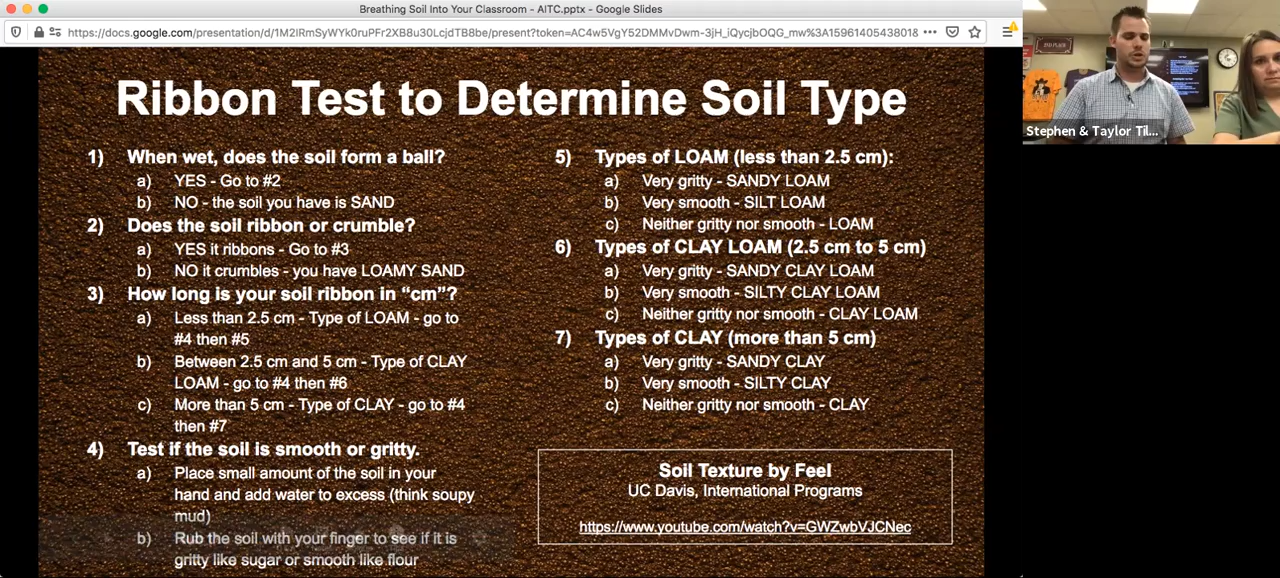 Breathing Soil Into Your Classroom - AITC.pptx - Google Slides
Ribbon Test to Determine Soil Type
1) When wet, does the soil form a ball?
a) YES - Go to #2
b) NO - the soil you have is SAND
2) Does the soil ribbon or crumble?
a) YES it ribbons - Go to #3
b) NO it crumbles - you have LOAMY SAND
3) How long is your soil ribbon in “cm”?
a) Less than 2.5 cm - Type of LOAM - go to
#4 then #5
b) Between 2.5 cm and 5 cm - Type of CLAY
LOAM - go to #4 then #6
c) More than 5 cm - Type of CLAY - go to #4
then #7
4) Test if the soil is smooth or gritty.
a) Place small amount of the soil in your
hand and add water to excess (think soupy
mud)
b) Rub the soil with your finger to see if it is
gritty like sugar or smooth like flour
5) Types of LOAM (less than 2.5 cm):
a) Very gritty - SANDY LOAM
b) Very smooth - SILT LOAM
c) Neither gritty nor smooth - LOAM
6) Types of CLAY LOAM (2.5 cm to 5 cm)
a) Very gritty - SANDY CLAY LOAM
b) Very smooth - SILTY CLAY LOAM
c) Neither gritty nor smooth - CLAY LOAM
7) Types of CLAY (more than 5 cm)
a) Very gritty - SANDY CLAY
b) Very smooth - SILTY CLAY
c) Neither gritty nor smooth - CLAY
Soil Texture by Feel
UC Davis, International Programs
https://www.youtube.com/watch?v=GWZwbVJCNec
Stephen & Taylor Til...